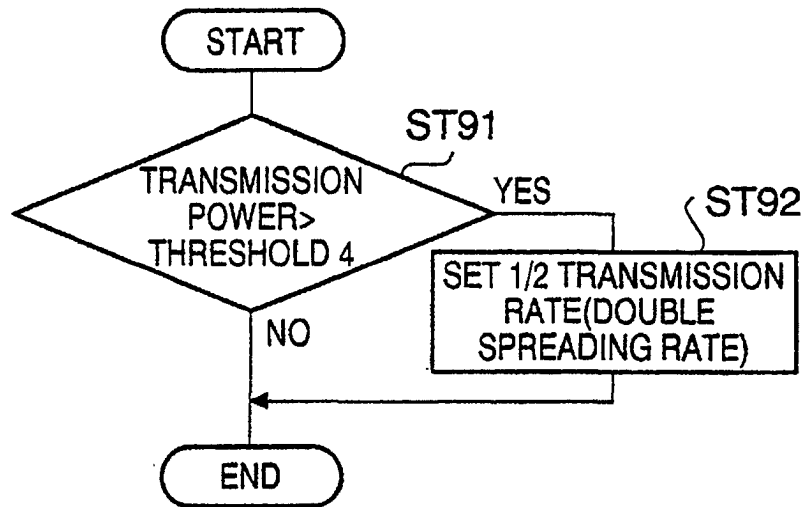 START
ST91
TRANSMISSION
POWER>
THRESHOLD 4
YES
ST92
SET 1/2 TRANSMISSION
RATE(DOUBLE
SPREADING RATE)
NO
END